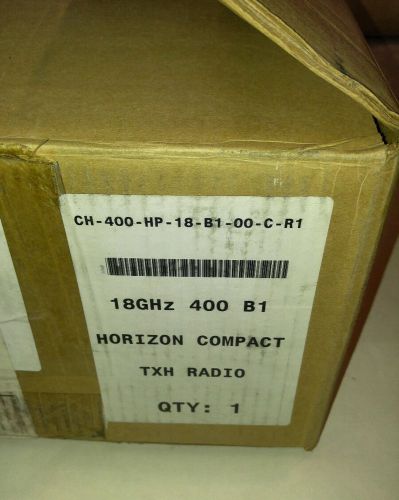 CH-400-HP-18-B1-00-C-R1
18GHz 400 B1
HORIZON COMPACT
TXH RADIO
QTY: 1